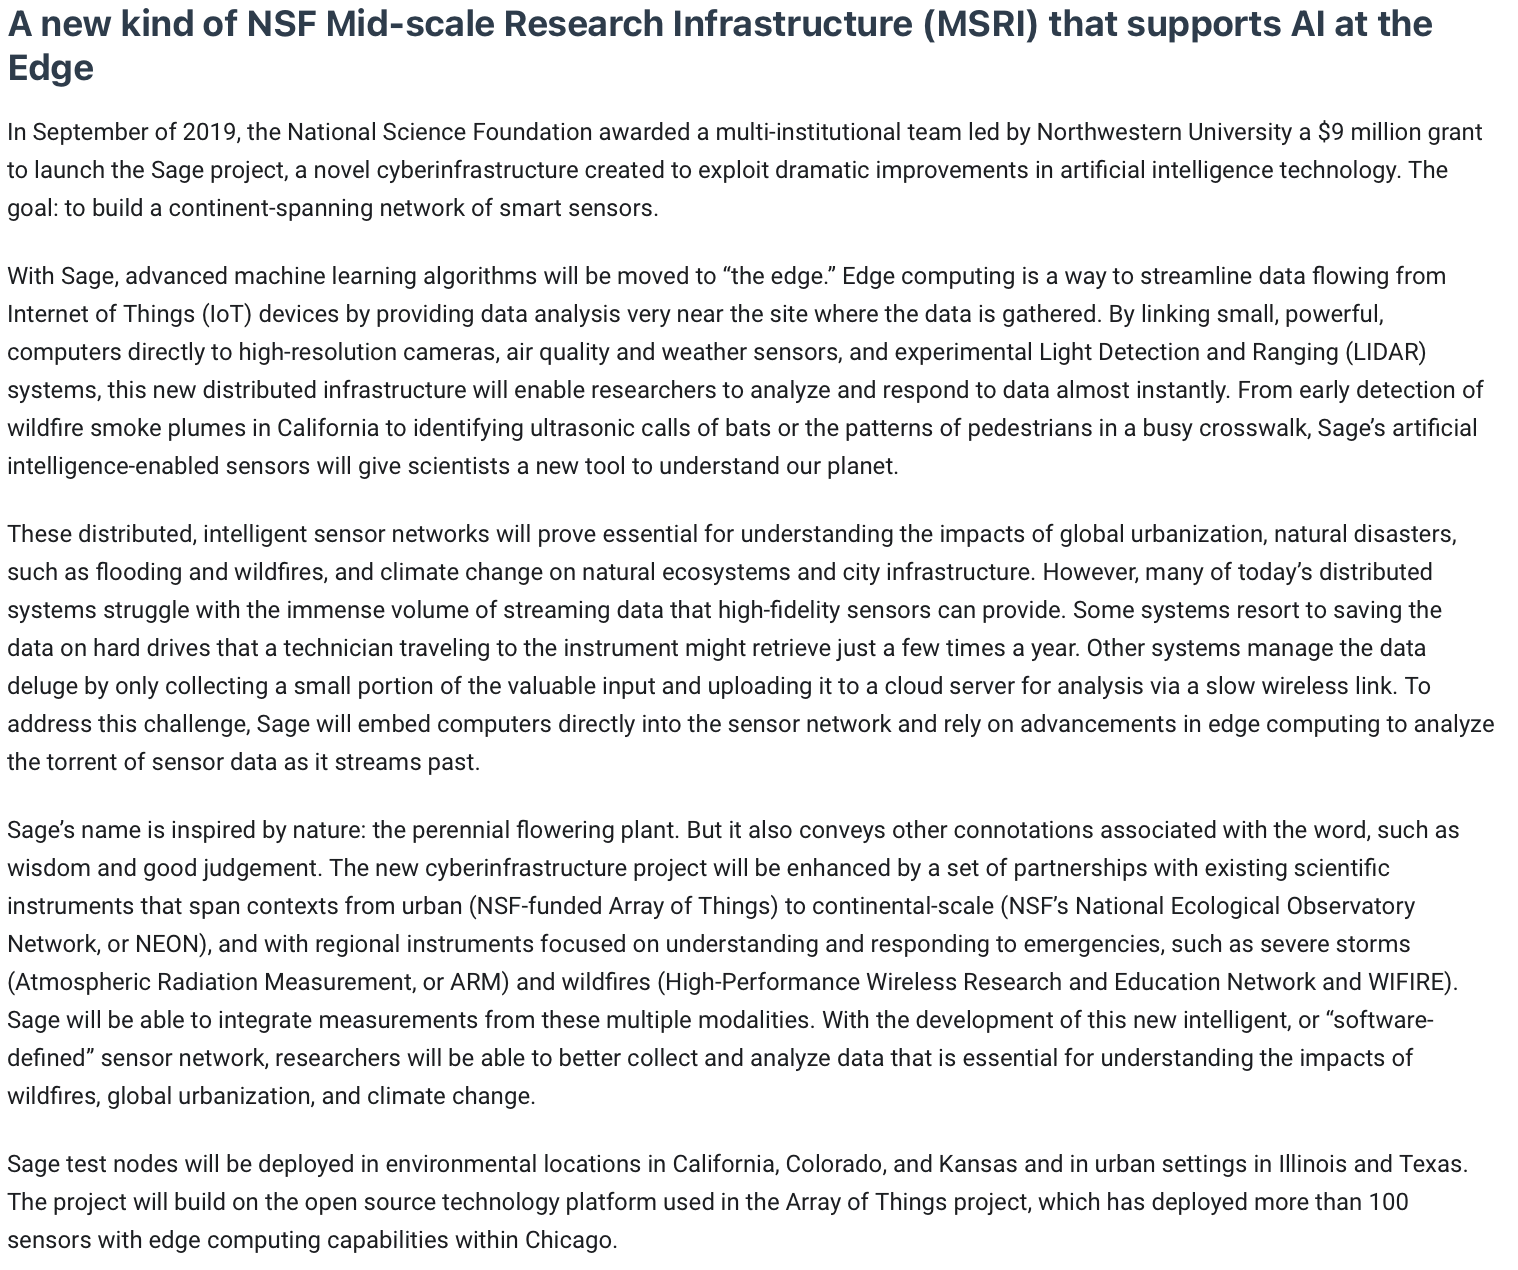 A new kind of NSF Mid-scale Research Infrastructure (MSRI) that supports AI at the
Edge
In September of 2019, the National Science Foundation awarded a multi-institutional team led by Northwestern University a $9 million grant
to launch the Sage project, a novel cyberinfrastructure created to exploit dramatic improvements in artificial intelligence technology. The
goal: to build a continent-spanning network of smart sensors.
With Sage, advanced machine learning algorithms will be moved to “the edge.” Edge computing is a way to streamline data flowing from
Internet of Things (IoT) devices by providing data analysis very near the site where the data is gathered. By linking small, powerful,
computers directly to high-resolution cameras, air quality and weather sensors, and experimental Light Detection and Ranging (LIDAR)
systems, this new distributed infrastructure will enable researchers to analyze and respond to data almost instantly. From early detection of
wildfire smoke plumes in California to identifying ultrasonic calls of bats or the patterns of pedestrians in a busy crosswalk, Sage’s artificial
intelligence-enabled sensors will give scientists a new tool to understand our planet.
These distributed, intelligent sensor networks will prove essential for understanding the impacts of global urbanization, natural disasters,
such as flooding and wildfires, and climate change on natural ecosystems and city infrastructure. However, many of today’s distributed
systems struggle with the immense volume of streaming data that high-fidelity sensors can provide. Some systems resort to saving the
data on hard drives that a technician traveling to the instrument might retrieve just a few times a year. Other systems manage the data
deluge by only collecting a small portion of the valuable input and uploading it to a cloud server for analysis via a slow wireless link. To
address this challenge, Sage will embed computers directly into the sensor network and rely on advancements in edge computing to analyze
the torrent of sensor data as it streams past.
Sage’s name is inspired by nature: the perennial flowering plant. But it also conveys other connotations associated with the word, such as
wisdom and good judgement. The new cyberinfrastructure project will be enhanced by a set of partnerships with existing scientific
instruments that span contexts from urban (NSF-funded Array of Things) to continental-scale (NSF’s National Ecological Observatory
Network, or NEON), and with regional instruments focused on understanding and responding to emergencies, such as severe storms
(Atmospheric Radiation Measurement, or ARM) and wildfires (High-Performance Wireless Research and Education Network and WIFIRE).
Sage will be able to integrate measurements from these multiple modalities. With the development of this new intelligent, or “software-
defined” sensor network, researchers will be able to better collect and analyze data that is essential for understanding the impacts of
wildfires, global urbanization, and climate change.
Sage test nodes will be deployed in environmental locations in California, Colorado, and Kansas and in urban settings in Illinois and Texas.
The project will build on the open source technology platform used in the Array of Things project, which has deployed more than 100
sensors with edge computing capabilities within Chicago.